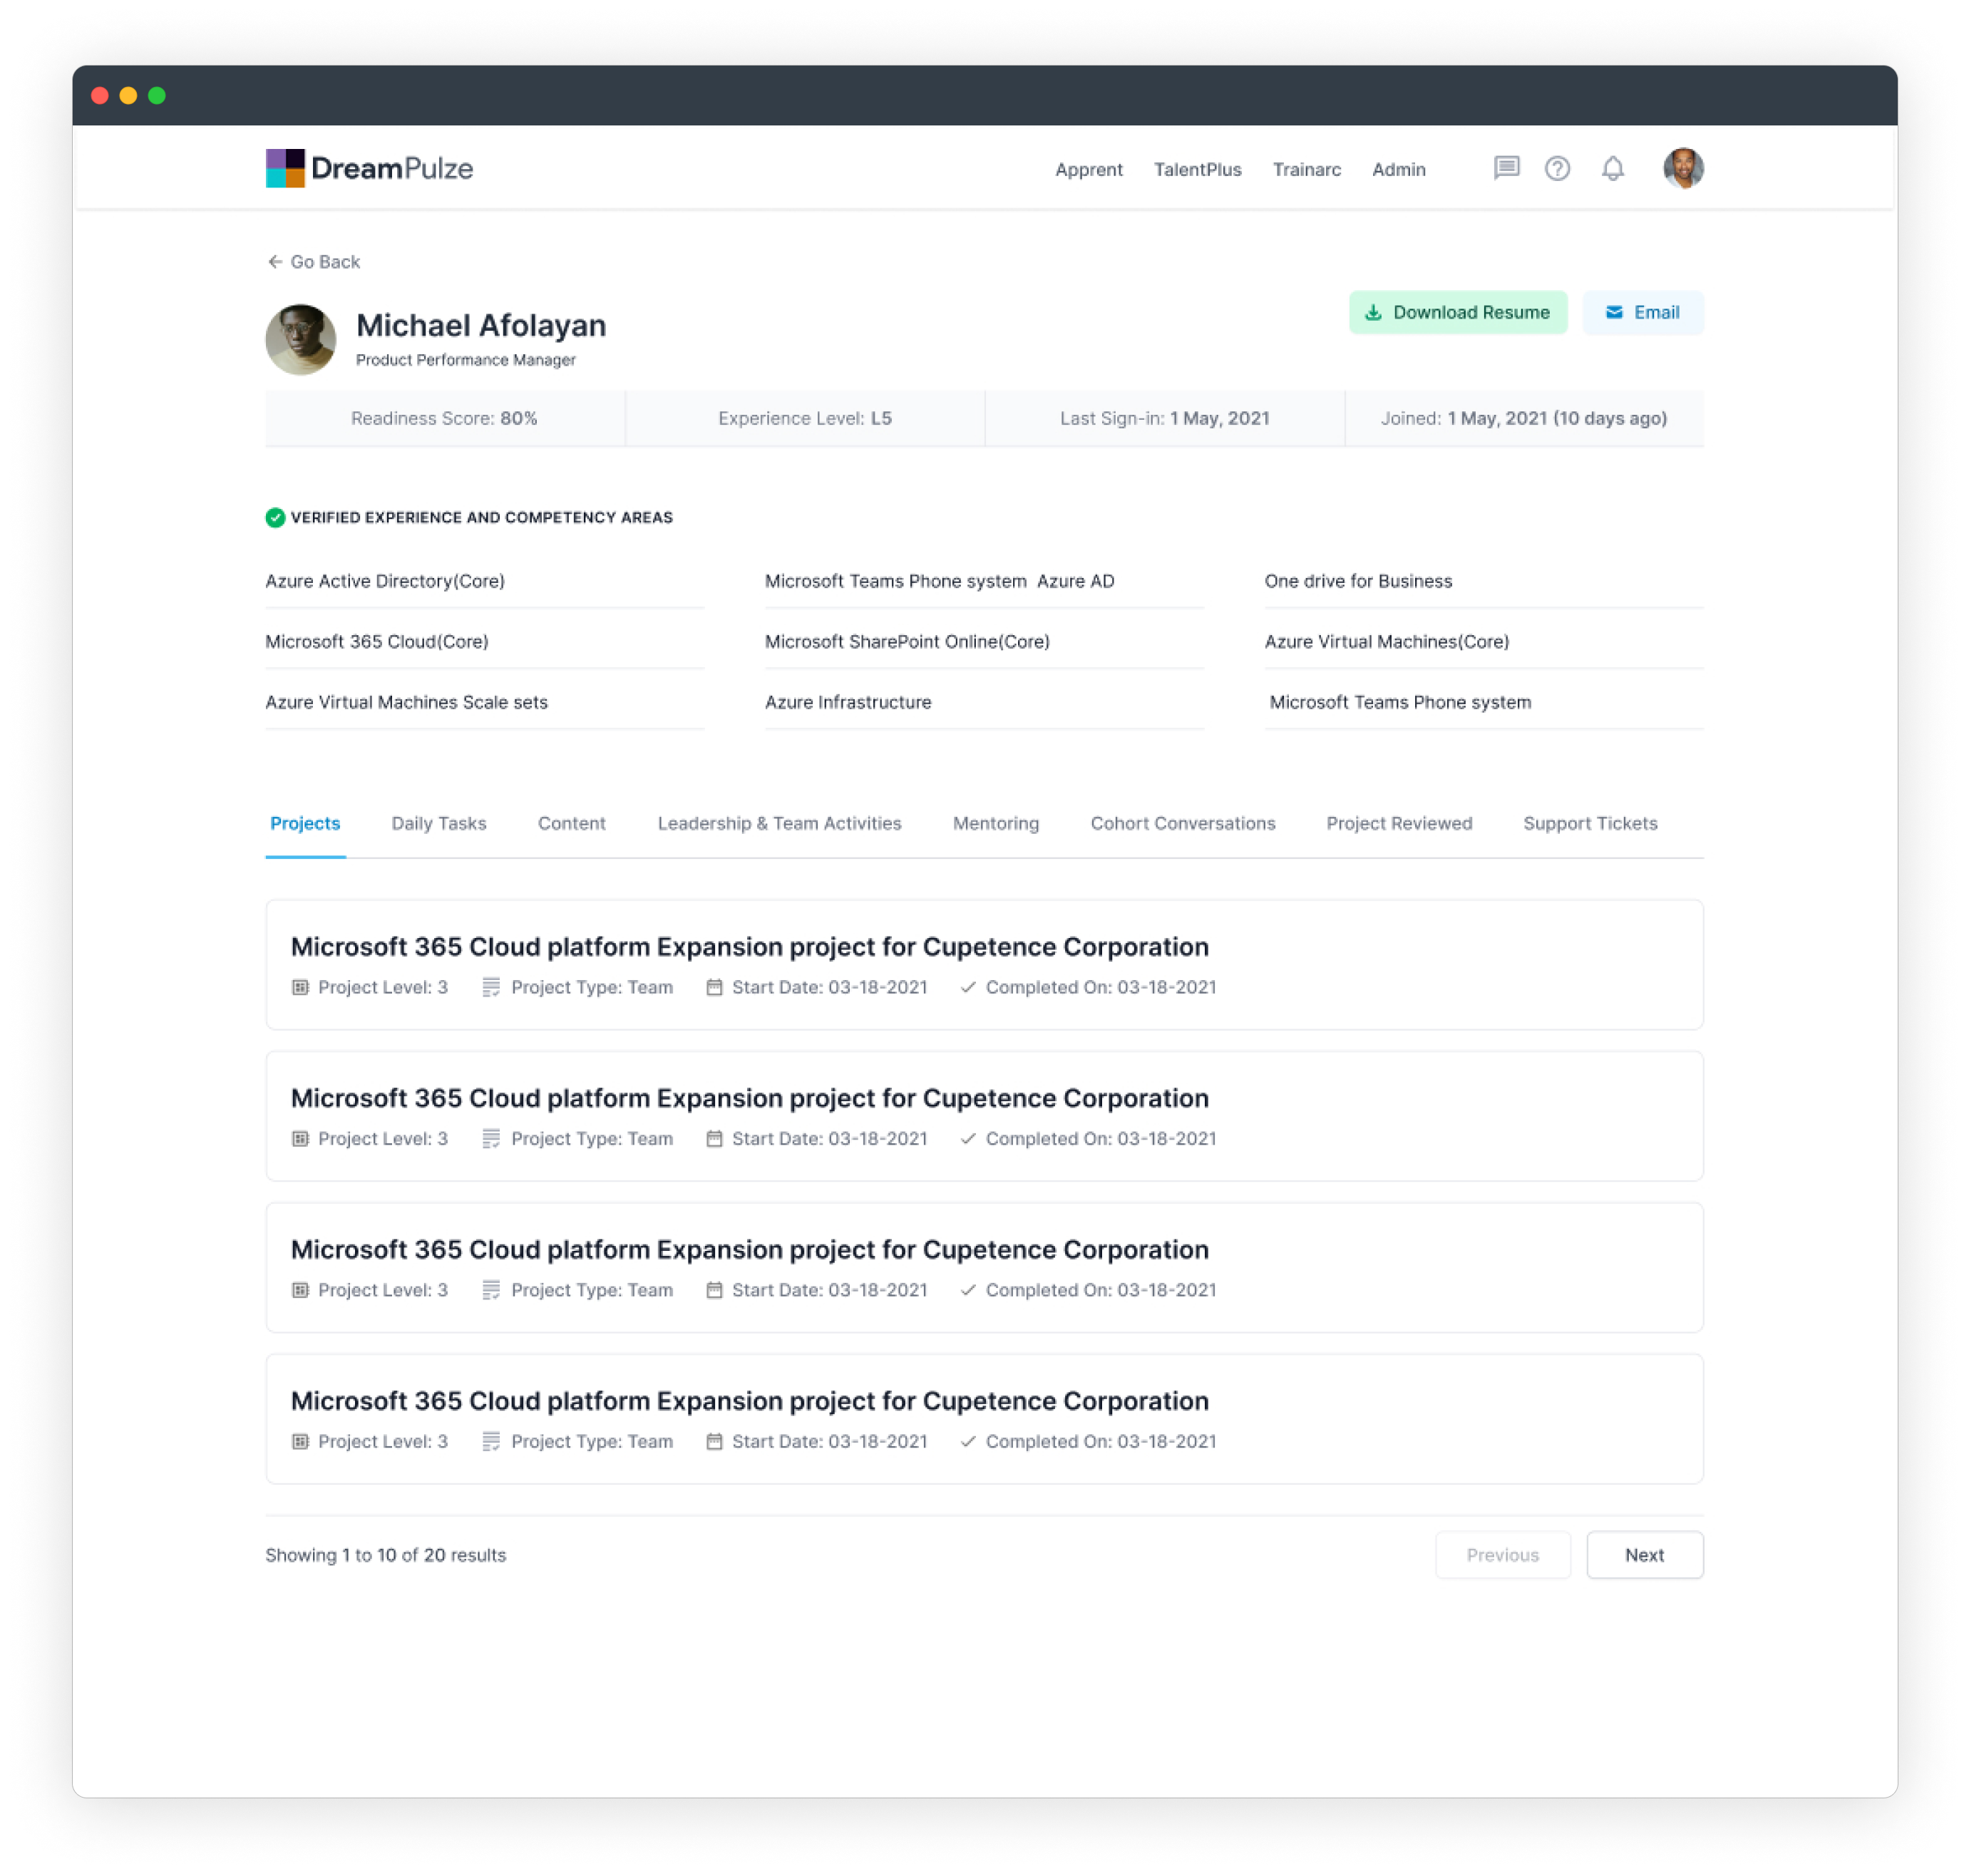 DreamPulze Apprent TalentPlus Trainarc Admin
Go Back
Michael Afolayan
Product Performance Manager
Download Resume Email
Readiness Score: 80% Experience Level: L5 Last Sign-in: 1 May, 2021 Joined: 1 May, 2021 (10 days ago)
VERIFIED EXPERIENCE AND COMPETENCY AREAS
Azure Active Directory(Core) Microsoft Teams Phone system Azure AD One drive for Business
Microsoft 365 Cloud(Core) Microsoft SharePoint Online(Core) Azure Virtual Machines(Core)
Azure Virtual Machines Scale sets Azure Infrastructure Microsoft Teams Phone system
Projects Daily Tasks Content Leadership & Team Activities Mentoring Cohort Conversations Project Reviewed Support Tickets
Microsoft 365 Cloud platform Expansion project for Cupetence Corporation
Project Level: 3 Project Type: Team Start Date: 03-18-2021 Completed On: 03-18-2021
Microsoft 365 Cloud platform Expansion project for Cupetence Corporation
Project Level: 3 Project Type: Team Start Date: 03-18-2021 Completed On: 03-18-2021
Microsoft 365 Cloud platform Expansion project for Cupetence Corporation
Project Level: 3 Project Type: Team Start Date: 03-18-2021 Completed On: 03-18-2021
Microsoft 365 Cloud platform Expansion project for Cupetence Corporation
Project Level: 3 Project Type: Team Start Date: 03-18-2021 Completed On: 03-18-2021
Showing 1 to 10 of 20 results Previous Next